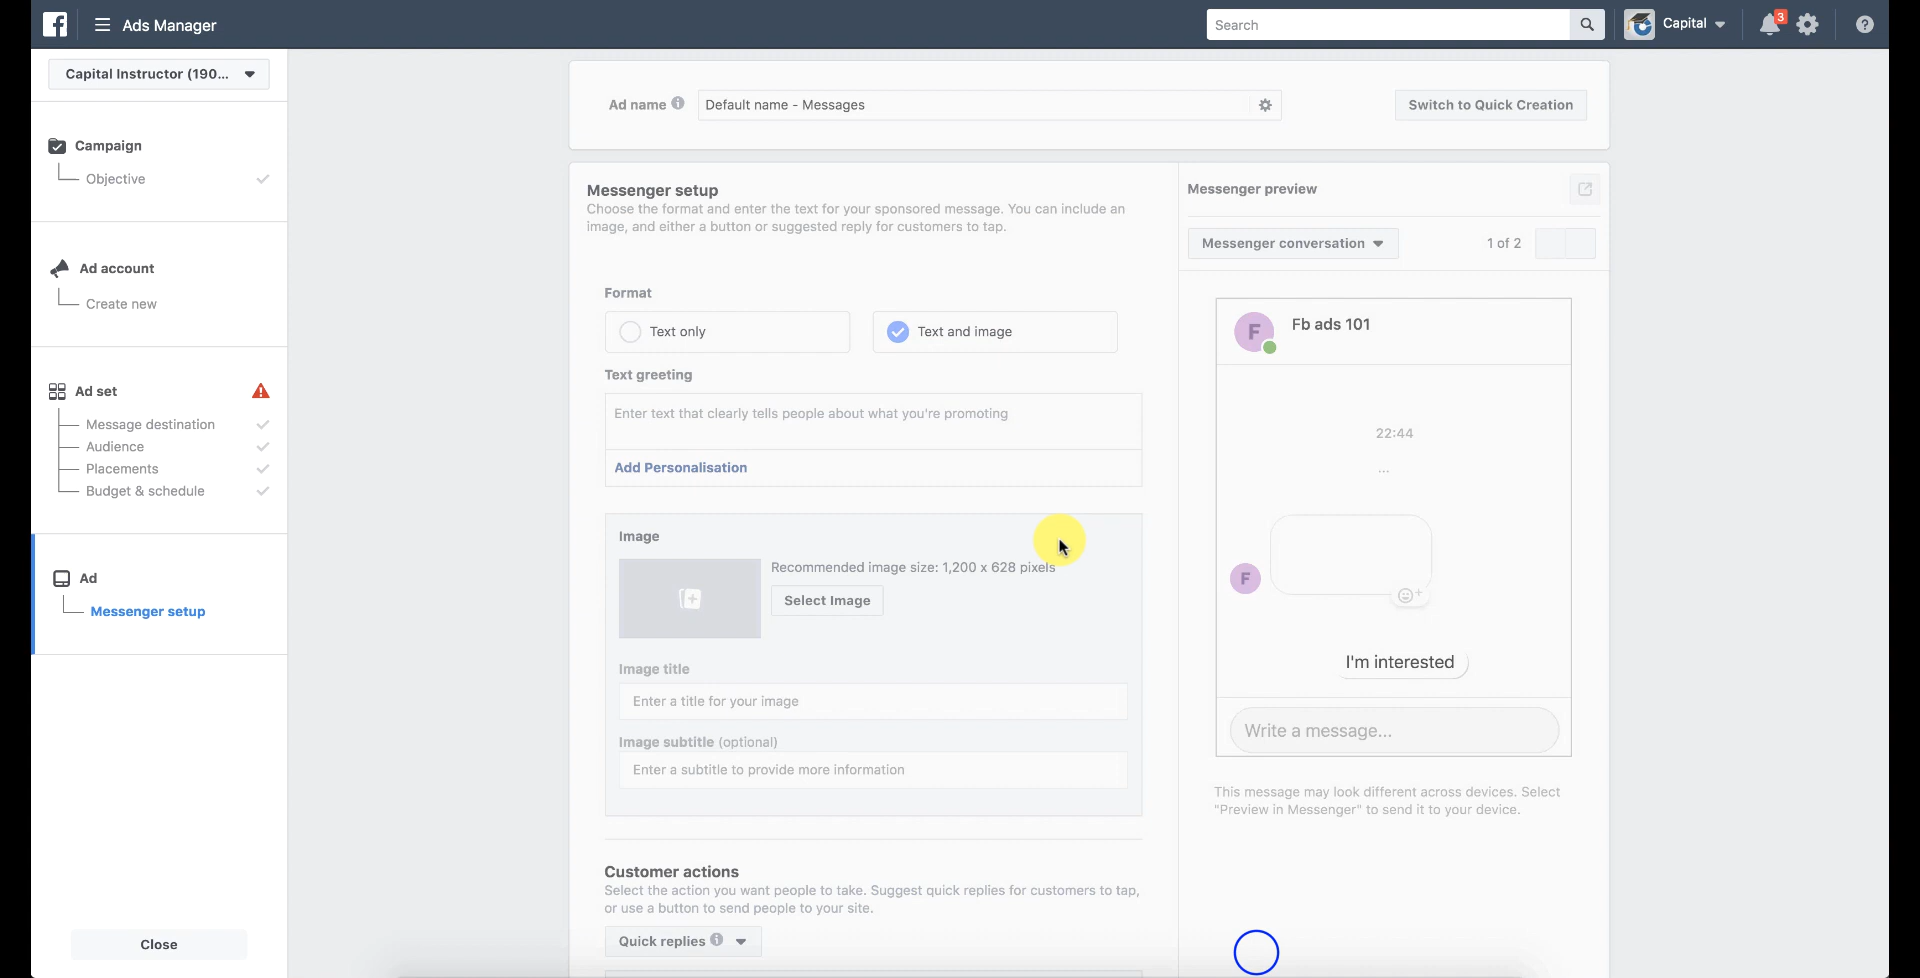 Ads Manager
Search
Capital
3
Capital Instructor (190...
Campaign
Objective
Ad account
Create new
Ad set
Message destination
Audience
Placements
Budget & schedule
Ad
Messenger setup
Close
Ad name
Default name - Messages
Switch to Quick Creation
Messenger setup
Choose the format and enter the text for your sponsored message. You can include an
image, and either a button or suggested reply for customers to tap.
Format
Text only
Text and image
Text greeting
Enter text that clearly tells people about what you're promoting
Add Personalisation
Image
Recommended image size: 1,200 x 628 pixels
Select Image
Image title
Enter a title for your image
Image subtitle (optional)
Enter a subtitle to provide more information
Customer actions
Select the action you want people to take. Suggest quick replies for customers to tap,
or use a button to send people to your site.
Quick replies
Messenger preview
Messenger conversation
1 of 2
F
Fb ads 101
22:44
...
F
I'm interested
Write a message...
This message may look different across devices. Select
"Preview in Messenger" to send it to your device.